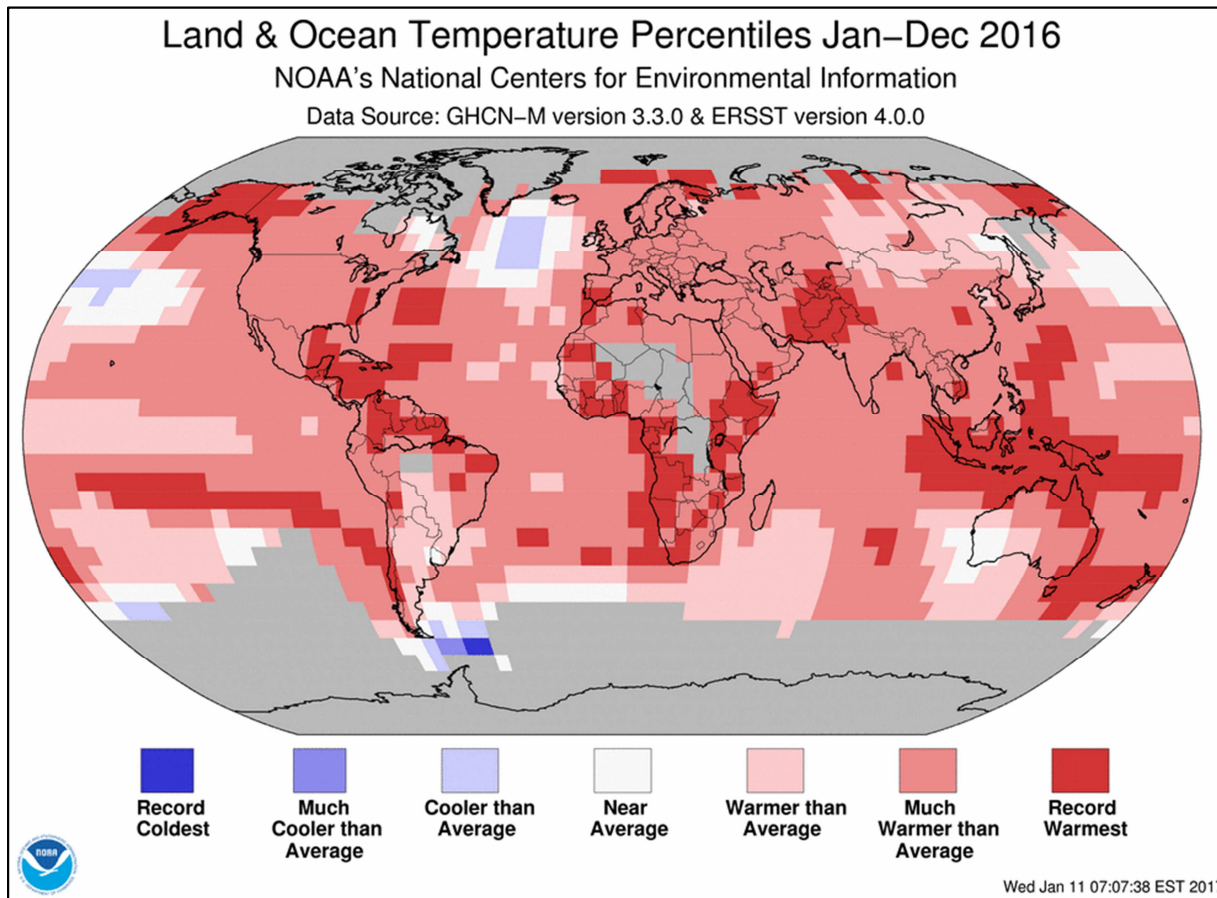 Land & Ocean Temperature Percentiles Jan–Dec 2016
NOAA's National Centers for Environmental Information
Data Source: GHCN–M version 3.3.0 & ERSST version 4.0.0
Record
Coldest
Much
Cooler than
Average
Cooler than
Average
Near
Average
Warmer than
Average
Much
Warmer than
Average
Record
Warmest
NOAA
Wed Jan 11 07:07:38 EST 2017